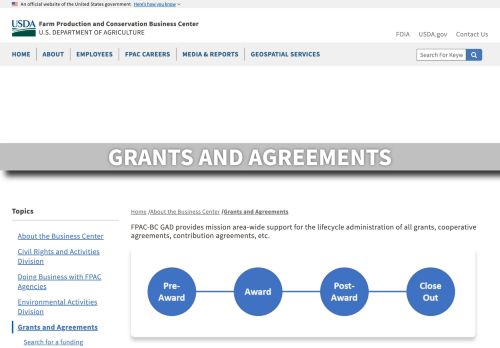 An official website of the United States government Here's how you know
USDA Farm Production and Conservation Business Center
U.S. DEPARTMENT OF AGRICULTURE
FOIA USDA.gov Contact Us
HOME ABOUT EMPLOYEES FPAC CAREERS MEDIA & REPORTS GEOSPATIAL SERVICES
Search For Keyw
GRANTS AND AGREEMENTS
Topics
About the Business Center
Civil Rights and Activities
Division
Doing Business with FPAC
Agencies
Environmental Activities
Division
Grants and Agreements
Search for a funding
Home /About the Business Center /Grants and Agreements
FPAC-BC GAD provides mission area-wide support for the lifecycle administration of all grants, cooperative
agreements, contribution agreements, etc.
Pre-
Award
Award
Post-
Award
Close
Out